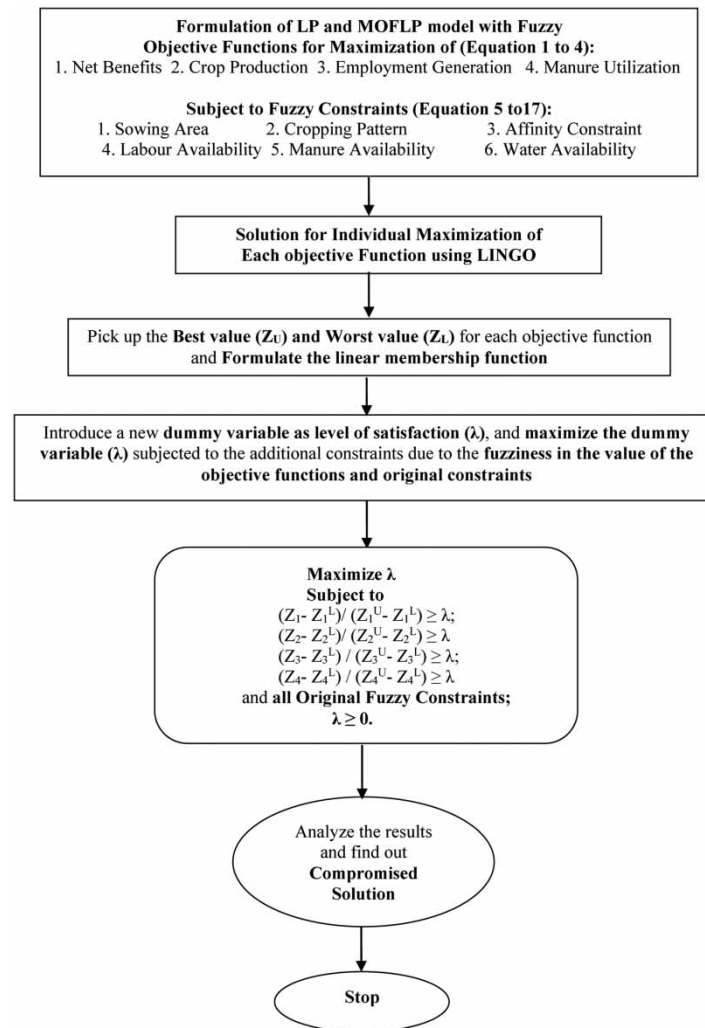 Formulation of LP and MOFLP model with Fuzzy
Objective Functions for Maximization of (Equation 1 to 4):
1. Net Benefits 2. Crop Production 3. Employment Generation 4. Manure Utilization
Subject to Fuzzy Constraints (Equation 5 to17):
1. Sowing Area 2. Cropping Pattern 3. Affinity Constraint
4. Labour Availability 5. Manure Availability 6. Water Availability
Solution for Individual Maximization of
Each objective Function using LINGO
Pick up the Best value (Z_U) and Worst value (Z_L) for each objective function
and Formulate the linear membership function
Introduce a new dummy variable as level of satisfaction (λ), and maximize the dummy
variable (λ) subjected to the additional constraints due to the fuzziness in the value of the
objective functions and original constraints
Maximize λ
Subject to
(Z₁- Z₁ᴸ)/ (Z₁ᵁ- Z₁ᴸ) ≥ λ;
(Z₂- Z₂ᴸ)/ (Z₂ᵁ- Z₂ᴸ) ≥ λ
(Z₃- Z₃ᴸ) / (Z₃ᵁ- Z₃ᴸ) ≥ λ;
(Z₄- Z₄ᴸ) / (Z₄ᵁ- Z₄ᴸ) ≥ λ
and all Original Fuzzy Constraints;
λ ≥ 0.
Analyze the results
and find out
Compromised
Solution
Stop